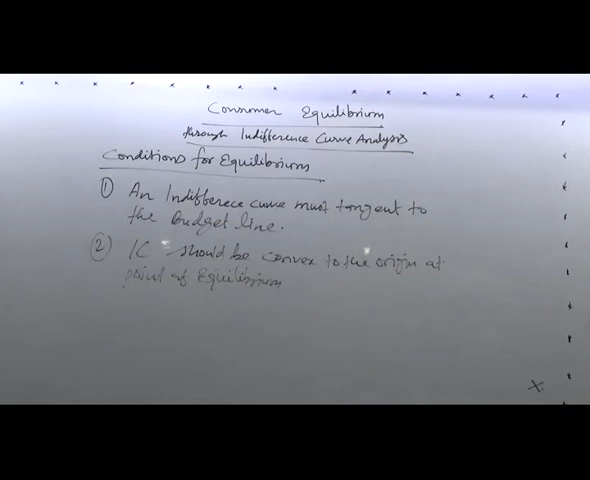 Consumer Equilibrium
through Indifference Curve Analysis
Conditions for Equilibrium
① An Indifferece curve must tangent to
the Budget line.
② IC should be convex to the origin at
point of Equilibrium
X